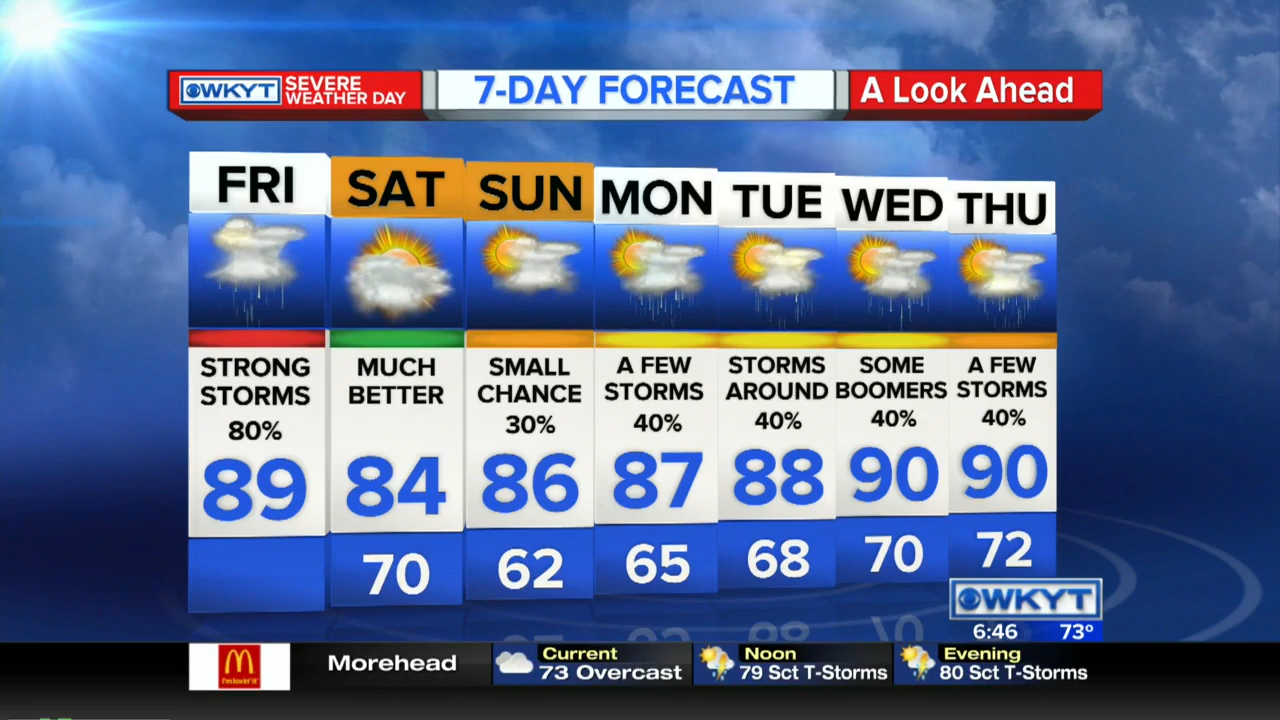 WKYT SEVERE WEATHER DAY
7-DAY FORECAST
A Look Ahead
FRI SAT SUN MON TUE WED THU
STRONG
STORMS
80%
89
MUCH
BETTER
84
70
SMALL
CHANCE
30%
86
62
A FEW
STORMS
40%
87
65
STORMS
AROUND
40%
88
68
SOME
BOOMERS
40%
90
70
A FEW
STORMS
40%
90
72
WKYT
6:46 73°
i'm lovin' it
Morehead
Current
73 Overcast
Noon
79 Sct T-Storms
Evening
80 Sct T-Storms